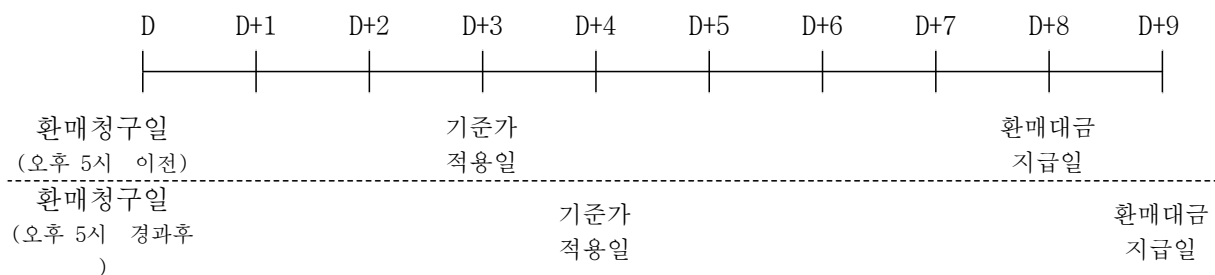 D D+1 D+2 D+3 D+4 D+5 D+6 D+7 D+8 D+9
환매청구일 기준가 환매대금
(오후 5시 이전) 적용일 지급일
환매청구일 기준가 환매대금
(오후 5시 경과후 적용일 지급일
)